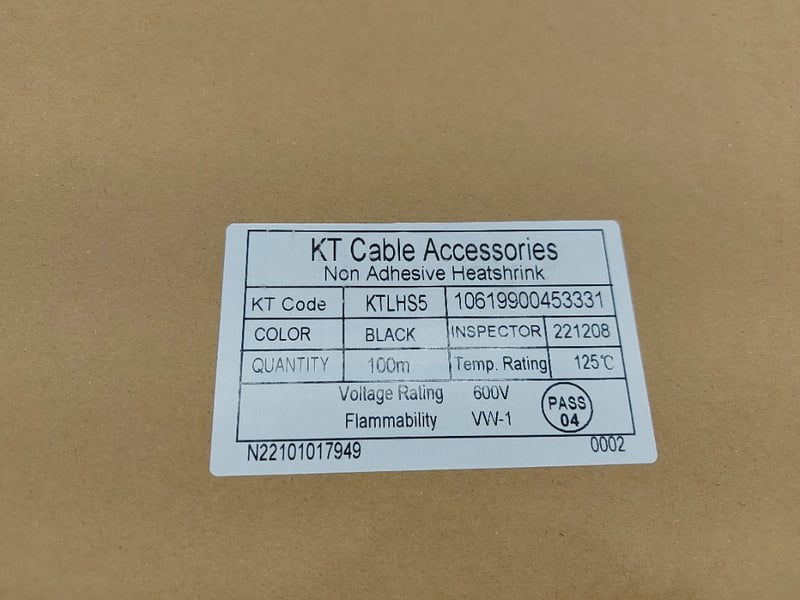 KT Cable Accessories
Non Adhesive Heatshrink
KT Code KTLHS5 10619900453331
COLOR BLACK INSPECTOR 221208
QUANTITY 100m Temp. Rating 125℃
Voltage Rating 600V
Flammability VW-1
PASS
04
N22101017949 0002